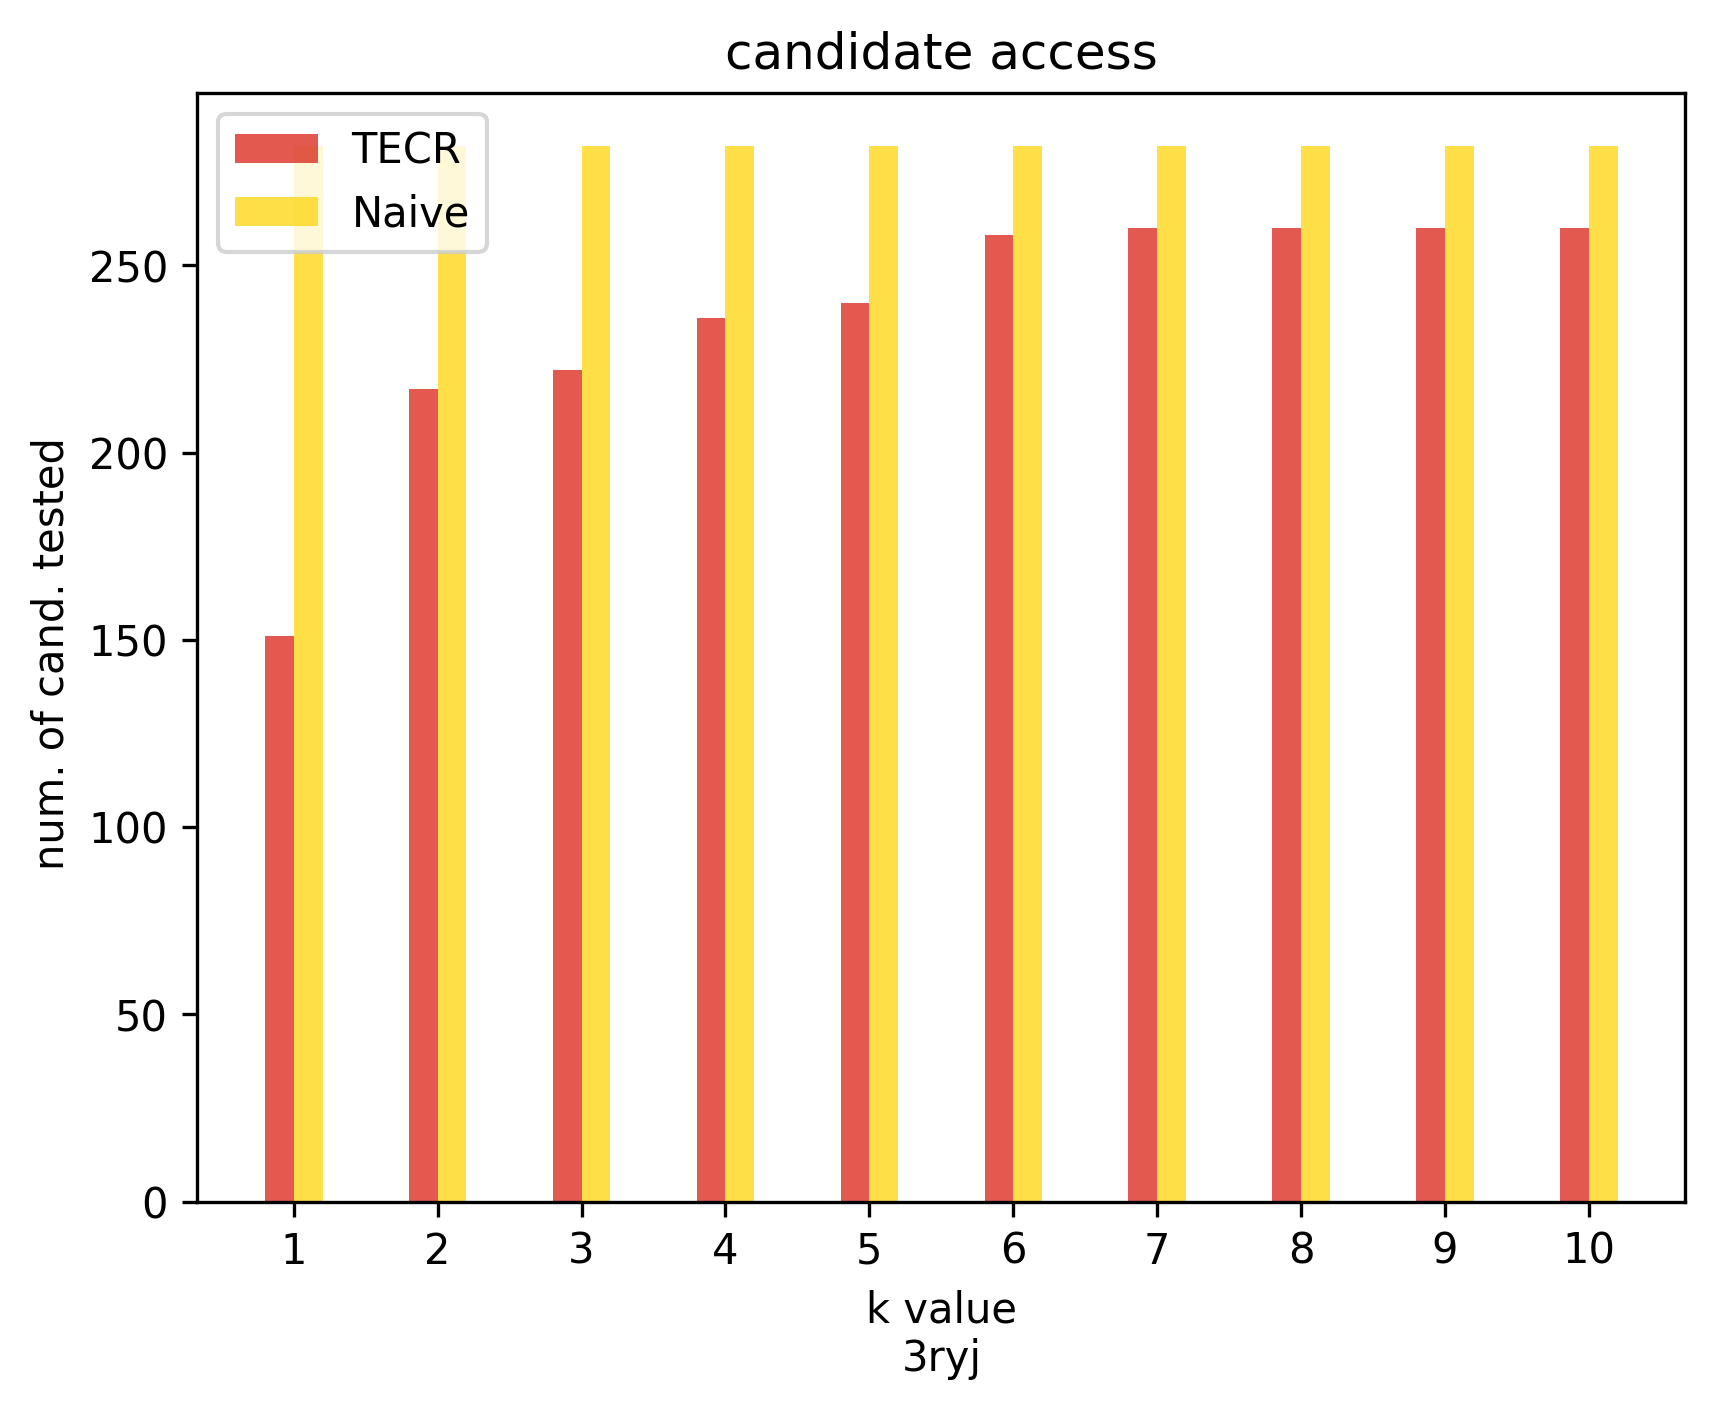 candidate access
TECR
Naive
num. of cand. tested
250
200
150
100
50
0
1 2 3 4 5 6 7 8 9 10
k value
3ryj